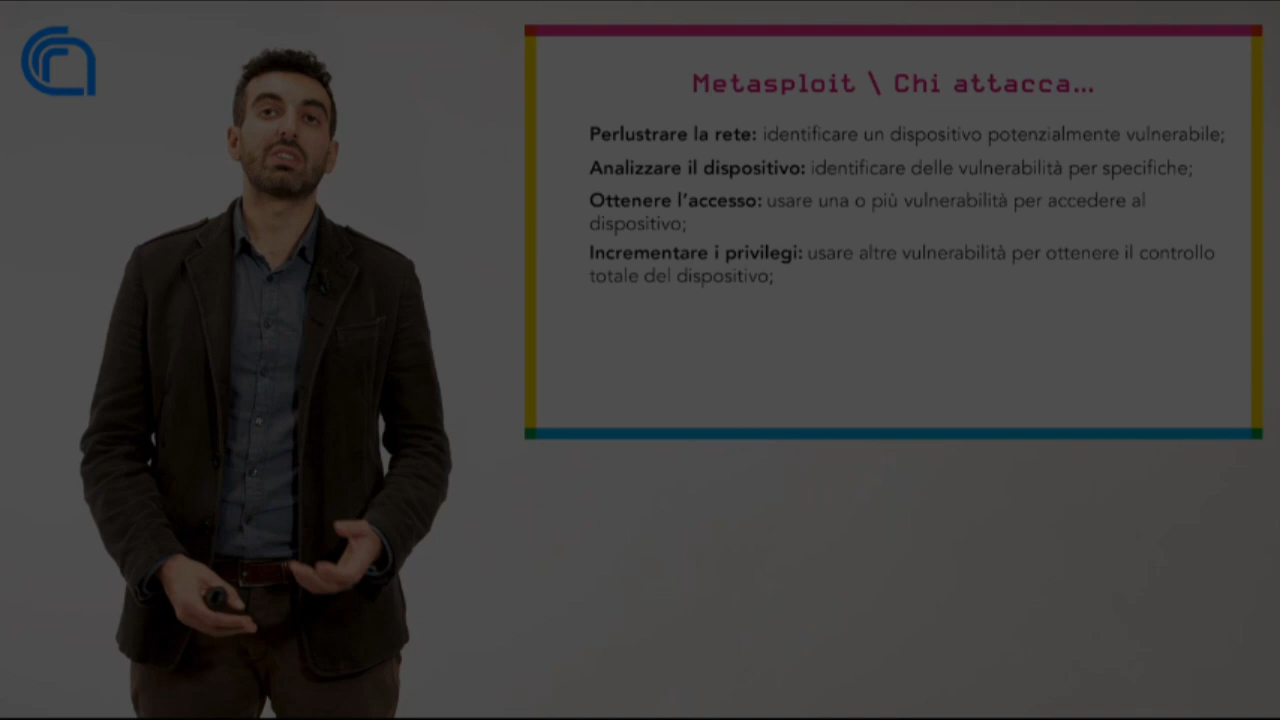 Metasploit \ Chi attacca...
Perlustrare la rete: identificare un dispositivo potenzialmente vulnerabile;
Analizzare il dispositivo: identificare delle vulnerabilità per specifiche;
Ottenere l'accesso: usare una o più vulnerabilità per accedere al
dispositivo;
Incrementare i privilegi: usare altre vulnerabilità per ottenere il controllo
totale del dispositivo;